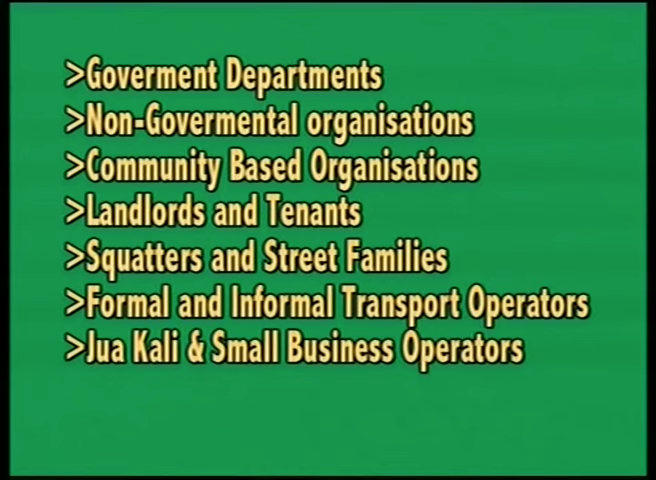 >Goverment Departments
>Non-Govermental organisations
>Community Based Organisations
>Landlords and Tenants
>Squatters and Street Families
>Formal and Informal Transport Operators
>Jua Kali & Small Business Operators